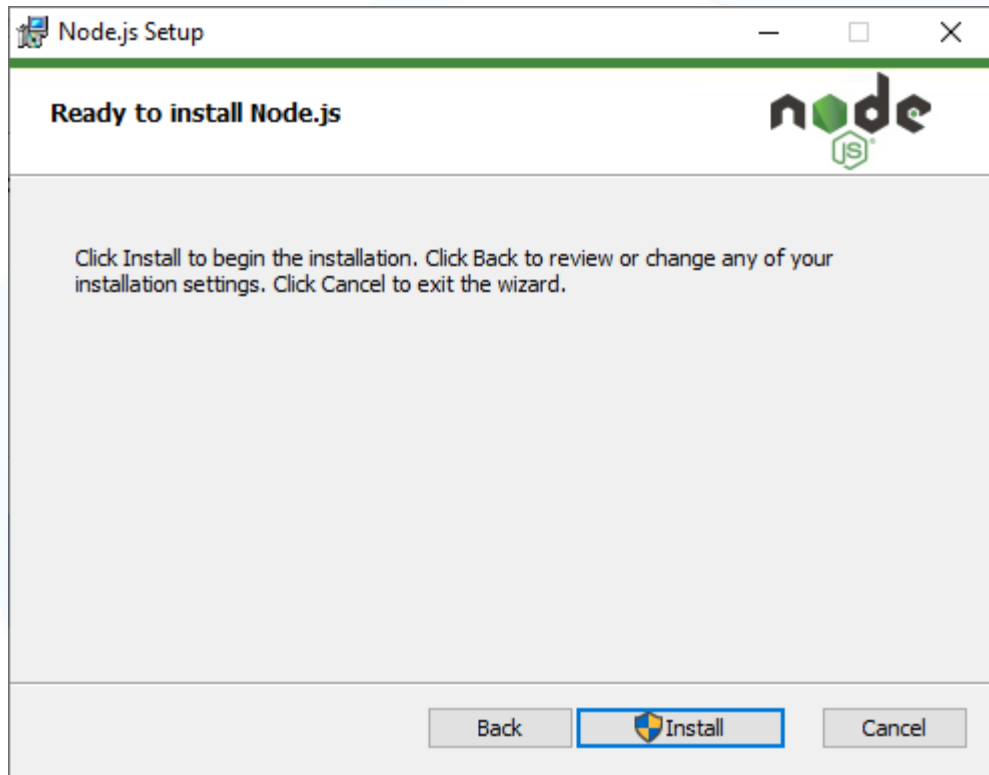 Node.js Setup
Ready to install Node.js
node
JS
Click Install to begin the installation. Click Back to review or change any of your
installation settings. Click Cancel to exit the wizard.
Back
Install
Cancel